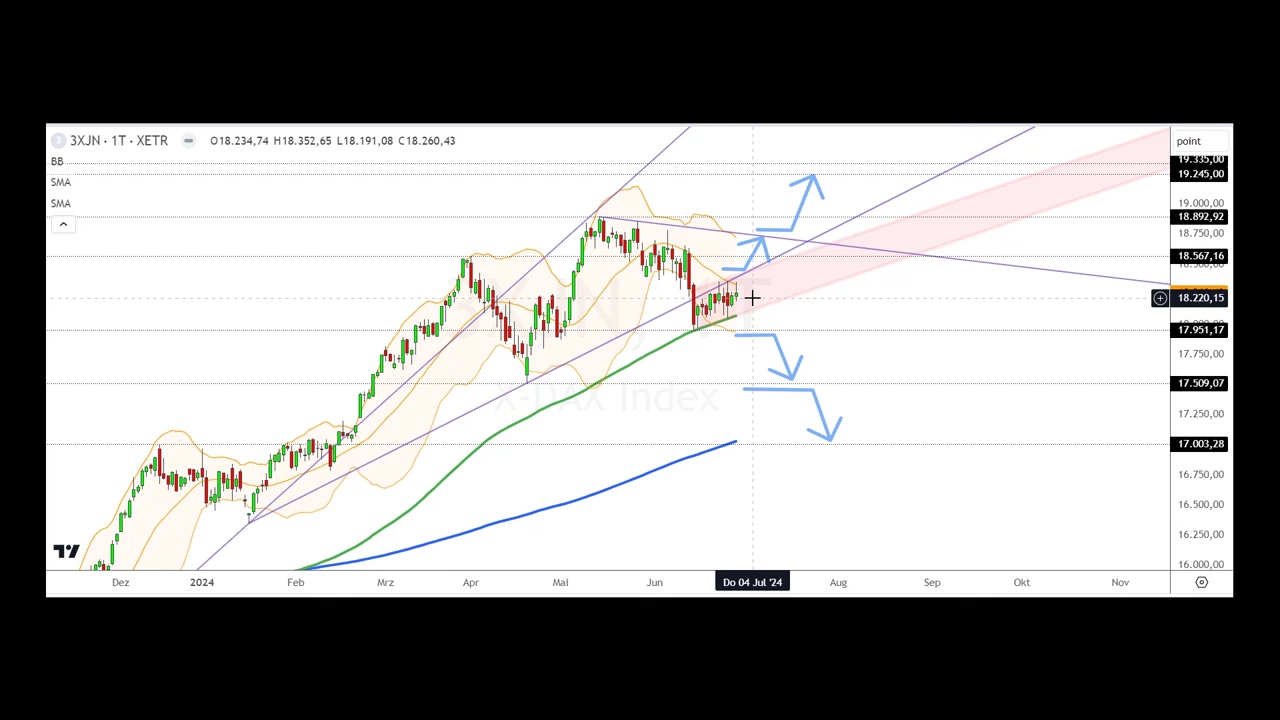 3XJN · 1T · XETR O18.234,74 H18.352,65 L18.191,08 C18.260,43
BB
SMA
SMA
point
19.335,00
19.245,00
19.000,00
18.892,92
18.750,00
18.567,16
18.220,15
17.951,17
17.750,00
17.509,07
17.250,00
17.003,28
16.750,00
16.500,00
16.250,00
16.000,00
X-DAX Index
Dez 2024 Feb Mrz Apr Mai Jun Do 04 Jul '24 Aug Sep Okt Nov